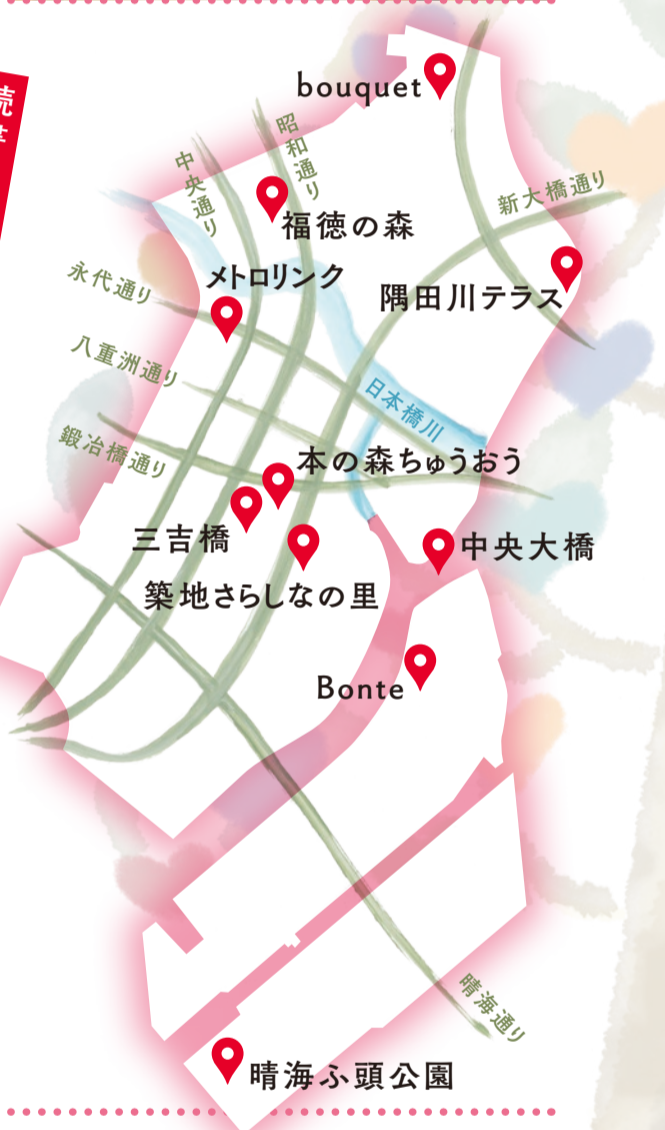 続
bouquet
昭和通り
中央通り
新大橋通り
福徳の森
永代通り
メトロリンク
隅田川テラス
八重洲通り
日本橋川
鍛冶橋通り
本の森ちゅうおう
三吉橋
中央大橋
築地さらしなの里
Bonte
晴海通り
晴海ふ頭公園